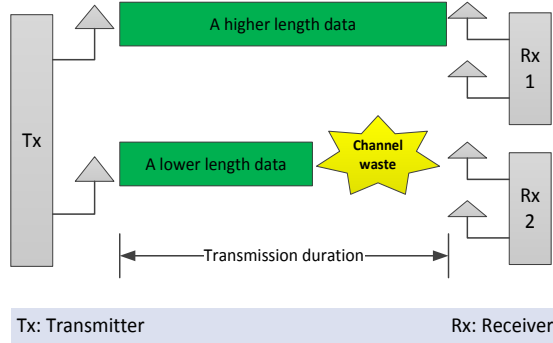 A higher length data
Rx
1
Tx
Channel
waste
A lower length data
Rx
2
Transmission duration
Tx: Transmitter
Rx: Receiver